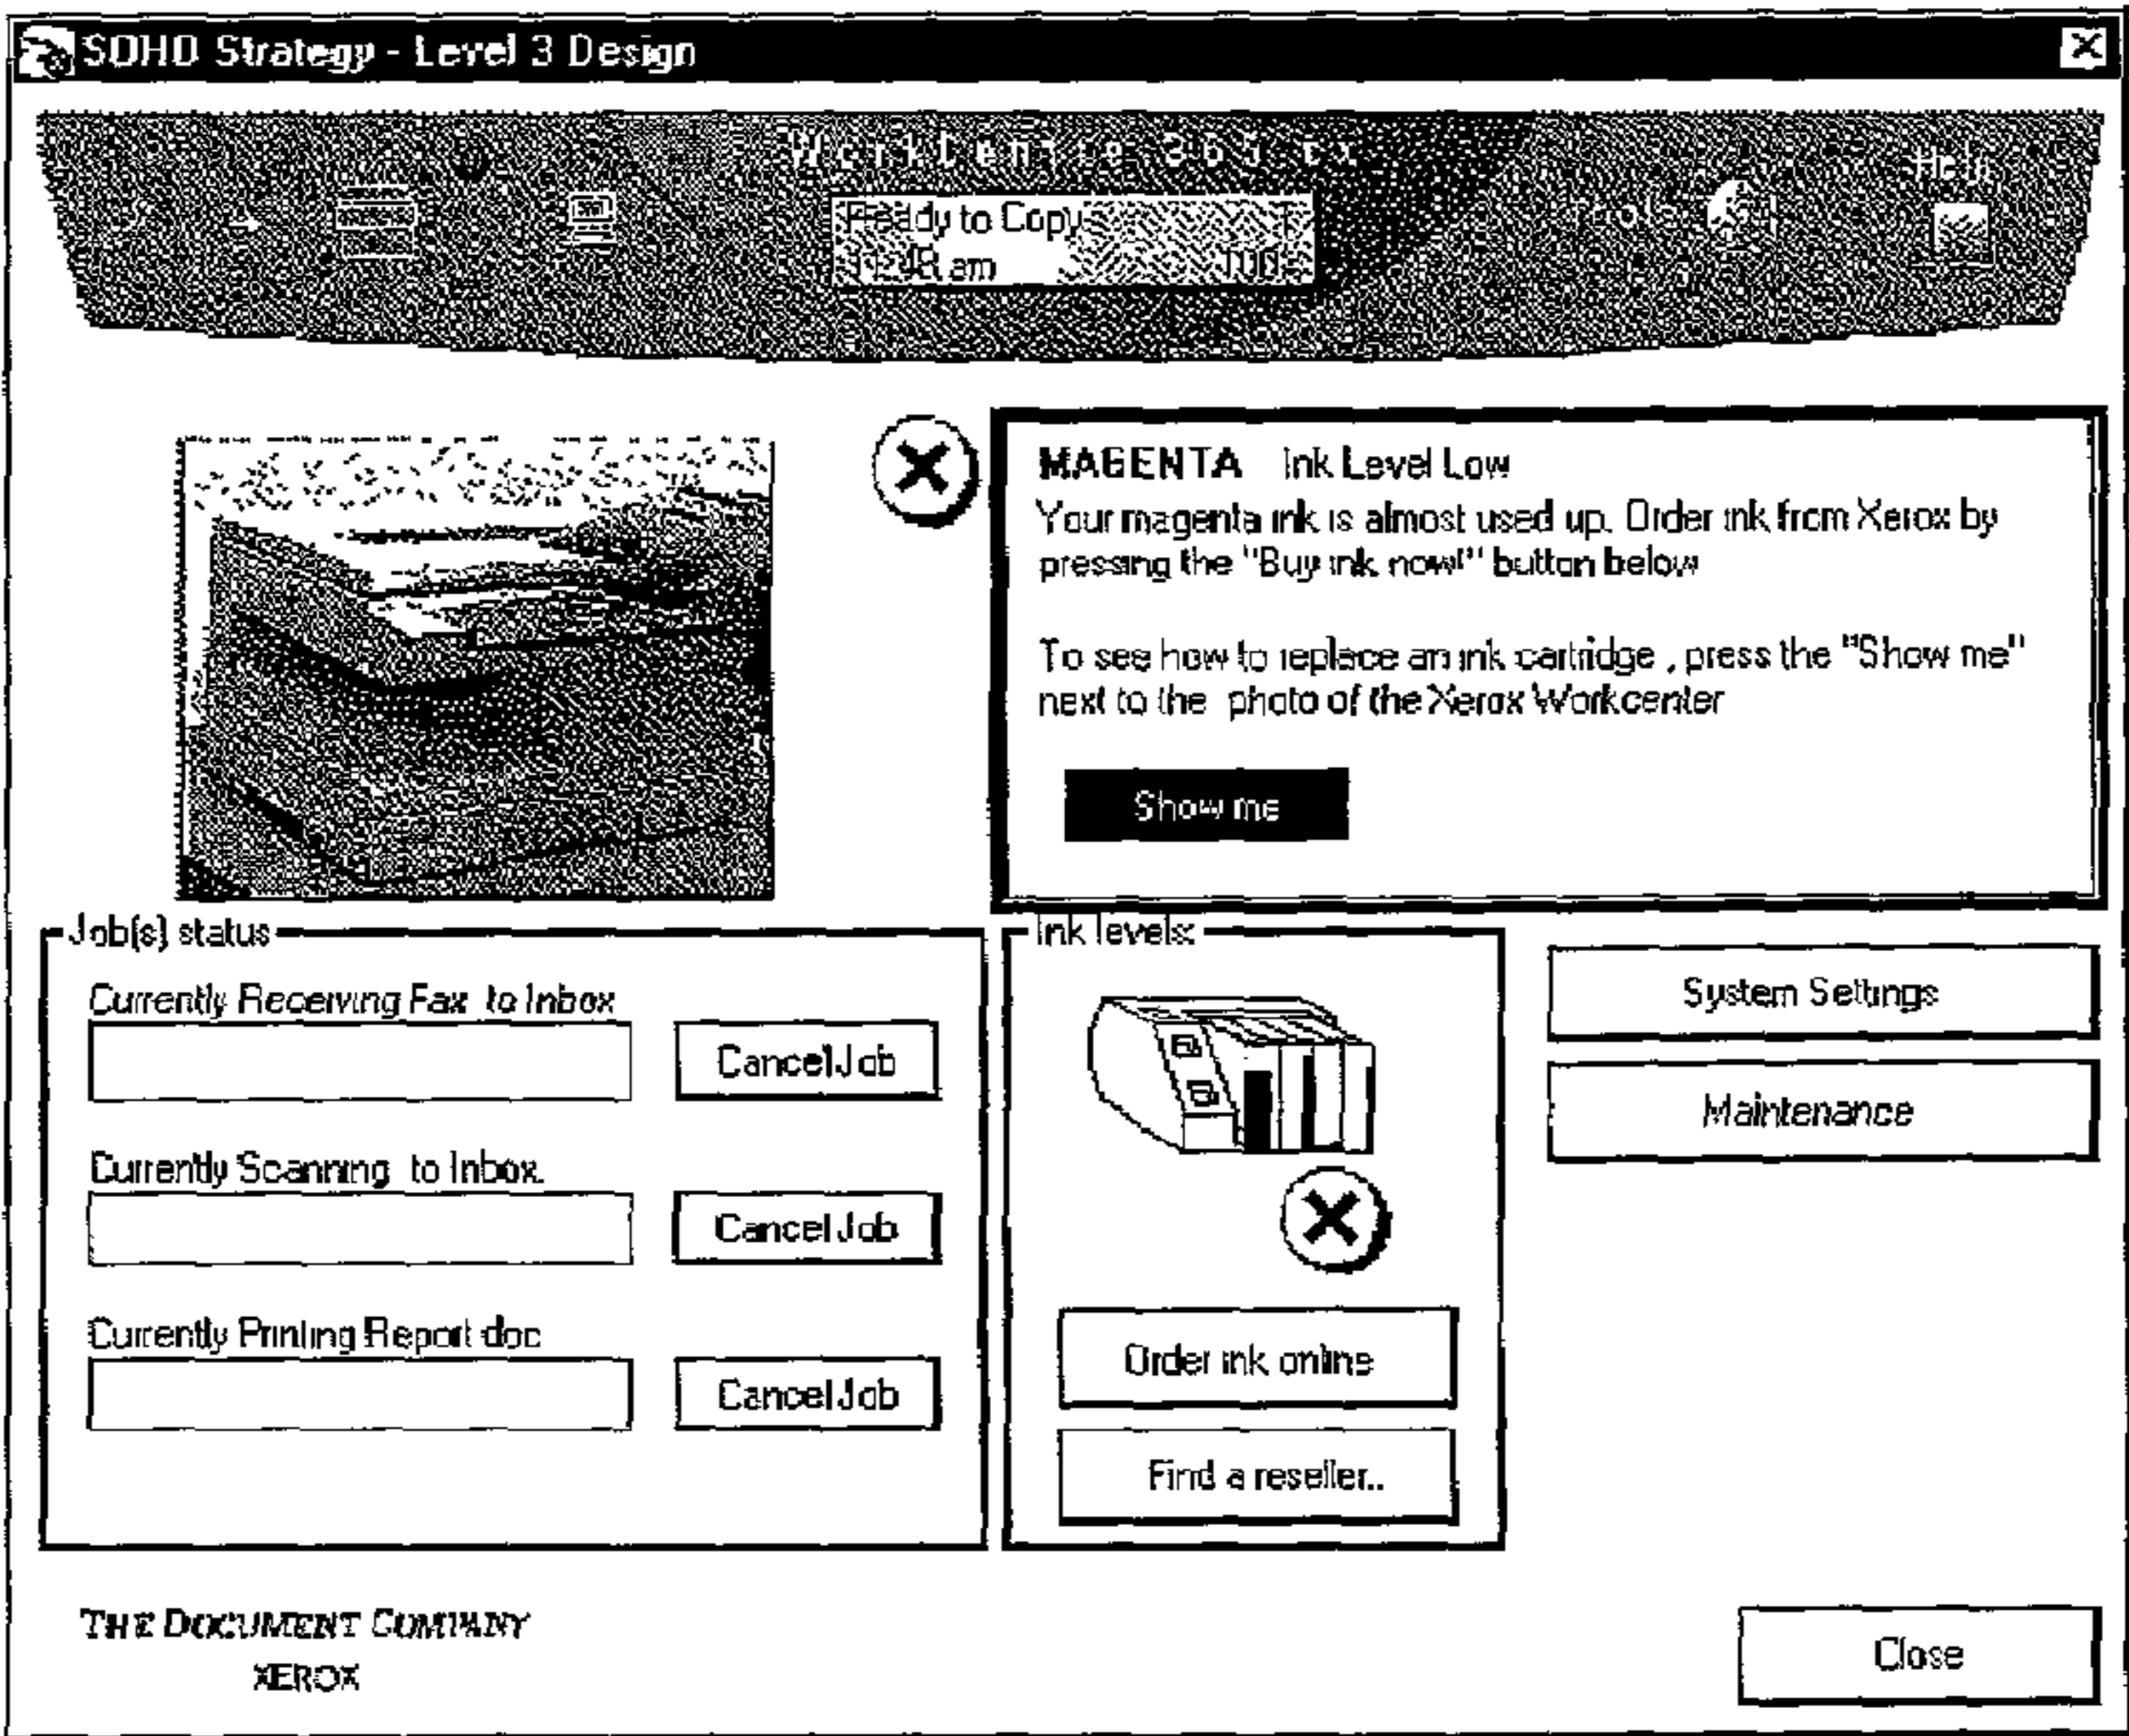 SOHO Strategy - Level 3 Design
Help
Ready to Copy
am
MAGENTA Ink Level Low
Your magenta ink is almost used up. Order ink from Xerox by
pressing the "Buy ink now!" button below
To see how to replace an ink cartridge , press the "Show me"
next to the photo of the Xerox Workcenter
Show me
Job(s) status
Currently Receiving Fax to Inbox
Cancel Job
Currently Scanning to Inbox.
Cancel Job
Currently Printing Report doc
Cancel Job
Ink levels:
Order ink online
Find a reseller..
System Settings
Maintenance
THE DOCUMENT COMPANY
XEROX
Close